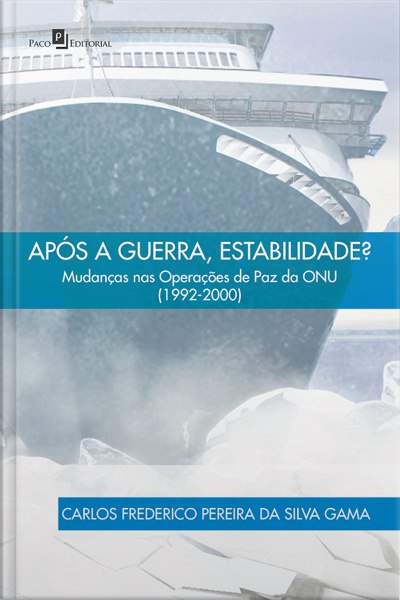 PACO EDITORIAL
APÓS A GUERRA, ESTABILIDADE?
Mudanças nas Operações de Paz da ONU
(1992-2000)
CARLOS FREDERICO PEREIRA DA SILVA GAMA